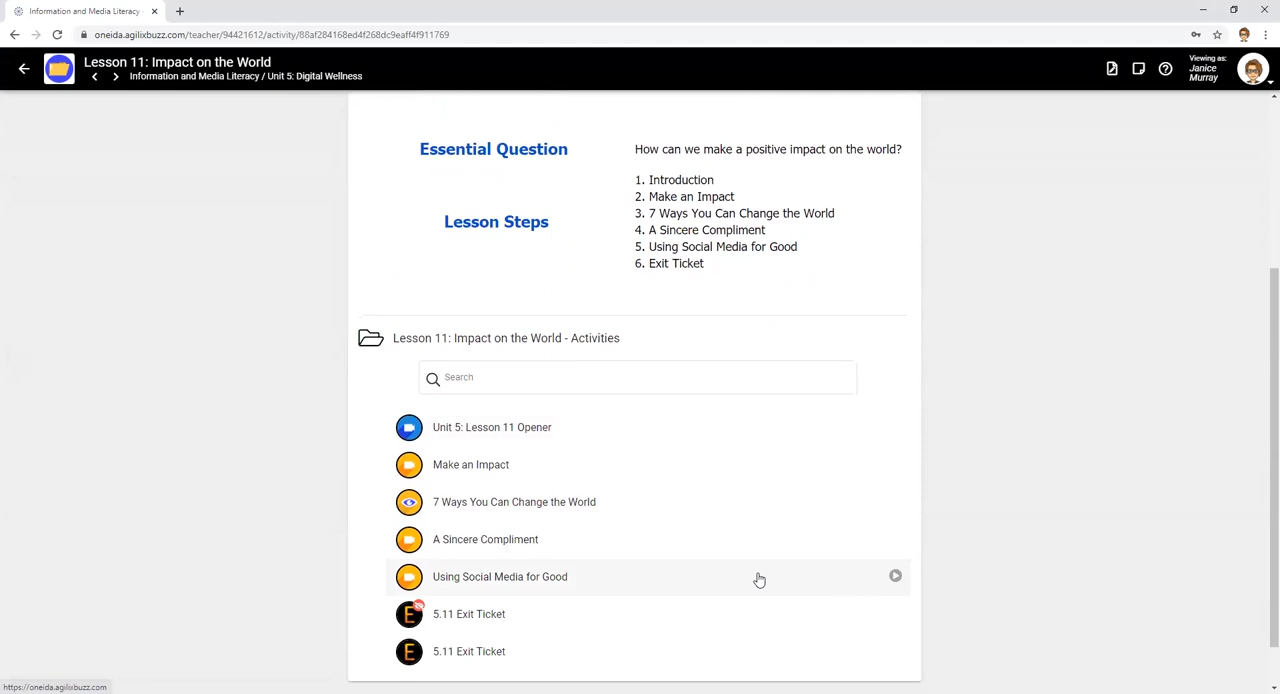 Information and Media Literacy
oneida.agilixbuzz.com/teacher/94421612/activity/88af284168ed4f268dc9eaff4f911769
Lesson 11: Impact on the World
Information and Media Literacy / Unit 5: Digital Wellness
Viewing as:
Janice
Murray
Essential Question
How can we make a positive impact on the world?
Lesson Steps
1. Introduction
2. Make an Impact
3. 7 Ways You Can Change the World
4. A Sincere Compliment
5. Using Social Media for Good
6. Exit Ticket
Lesson 11: Impact on the World - Activities
Search
Unit 5: Lesson 11 Opener
Make an Impact
7 Ways You Can Change the World
A Sincere Compliment
Using Social Media for Good
E 5.11 Exit Ticket
E 5.11 Exit Ticket
https://oneida.agilixbuzz.com